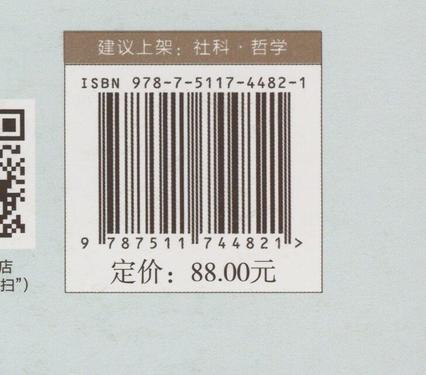 建议上架：社科·哲学
ISBN 978-7-5117-4482-1
9 787511 744821 >
定价：88.00元
店
扫”)